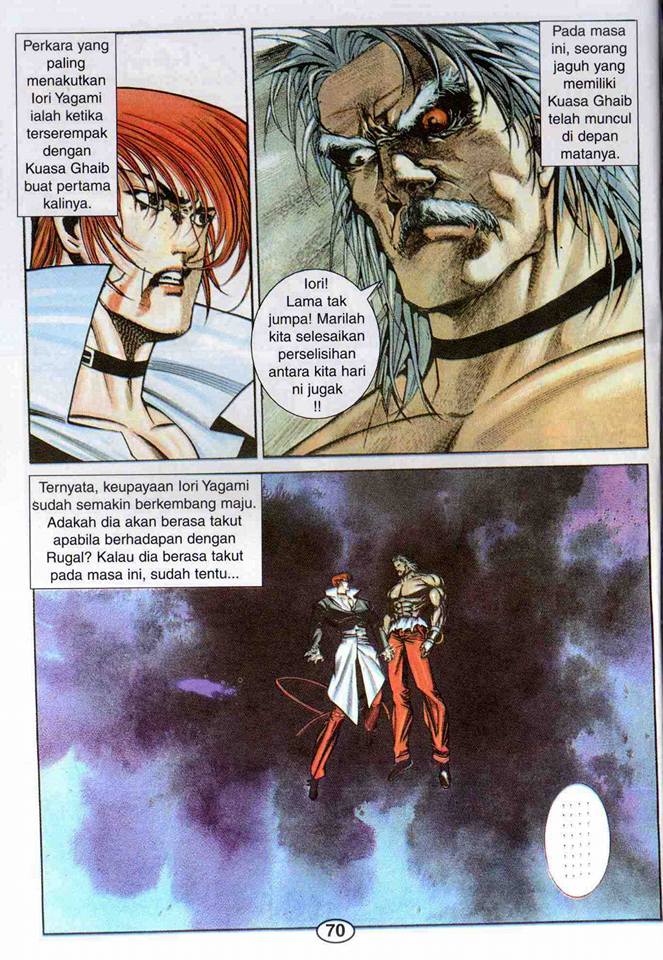 Perkara yang
paling
menakutkan
Iori Yagami
ialah ketika
terserempak
dengan
Kuasa Ghaib
buat pertama
kalinya.
Pada masa
ini, seorang
jaguh yang
memiliki
Kuasa Ghaib
telah muncul
di depan
matanya.
Iori!
Lama tak
jumpa! Marilah
kita selesaikan
perselisihan
antara kita hari
ni jugak
!!
Ternyata, keupayaan Iori Yagami
sudah semakin berkembang maju.
Adakah dia akan berasa takut
apabila berhadapan dengan
Rugal? Kalau dia berasa takut
pada masa ini, sudah tentu...
70